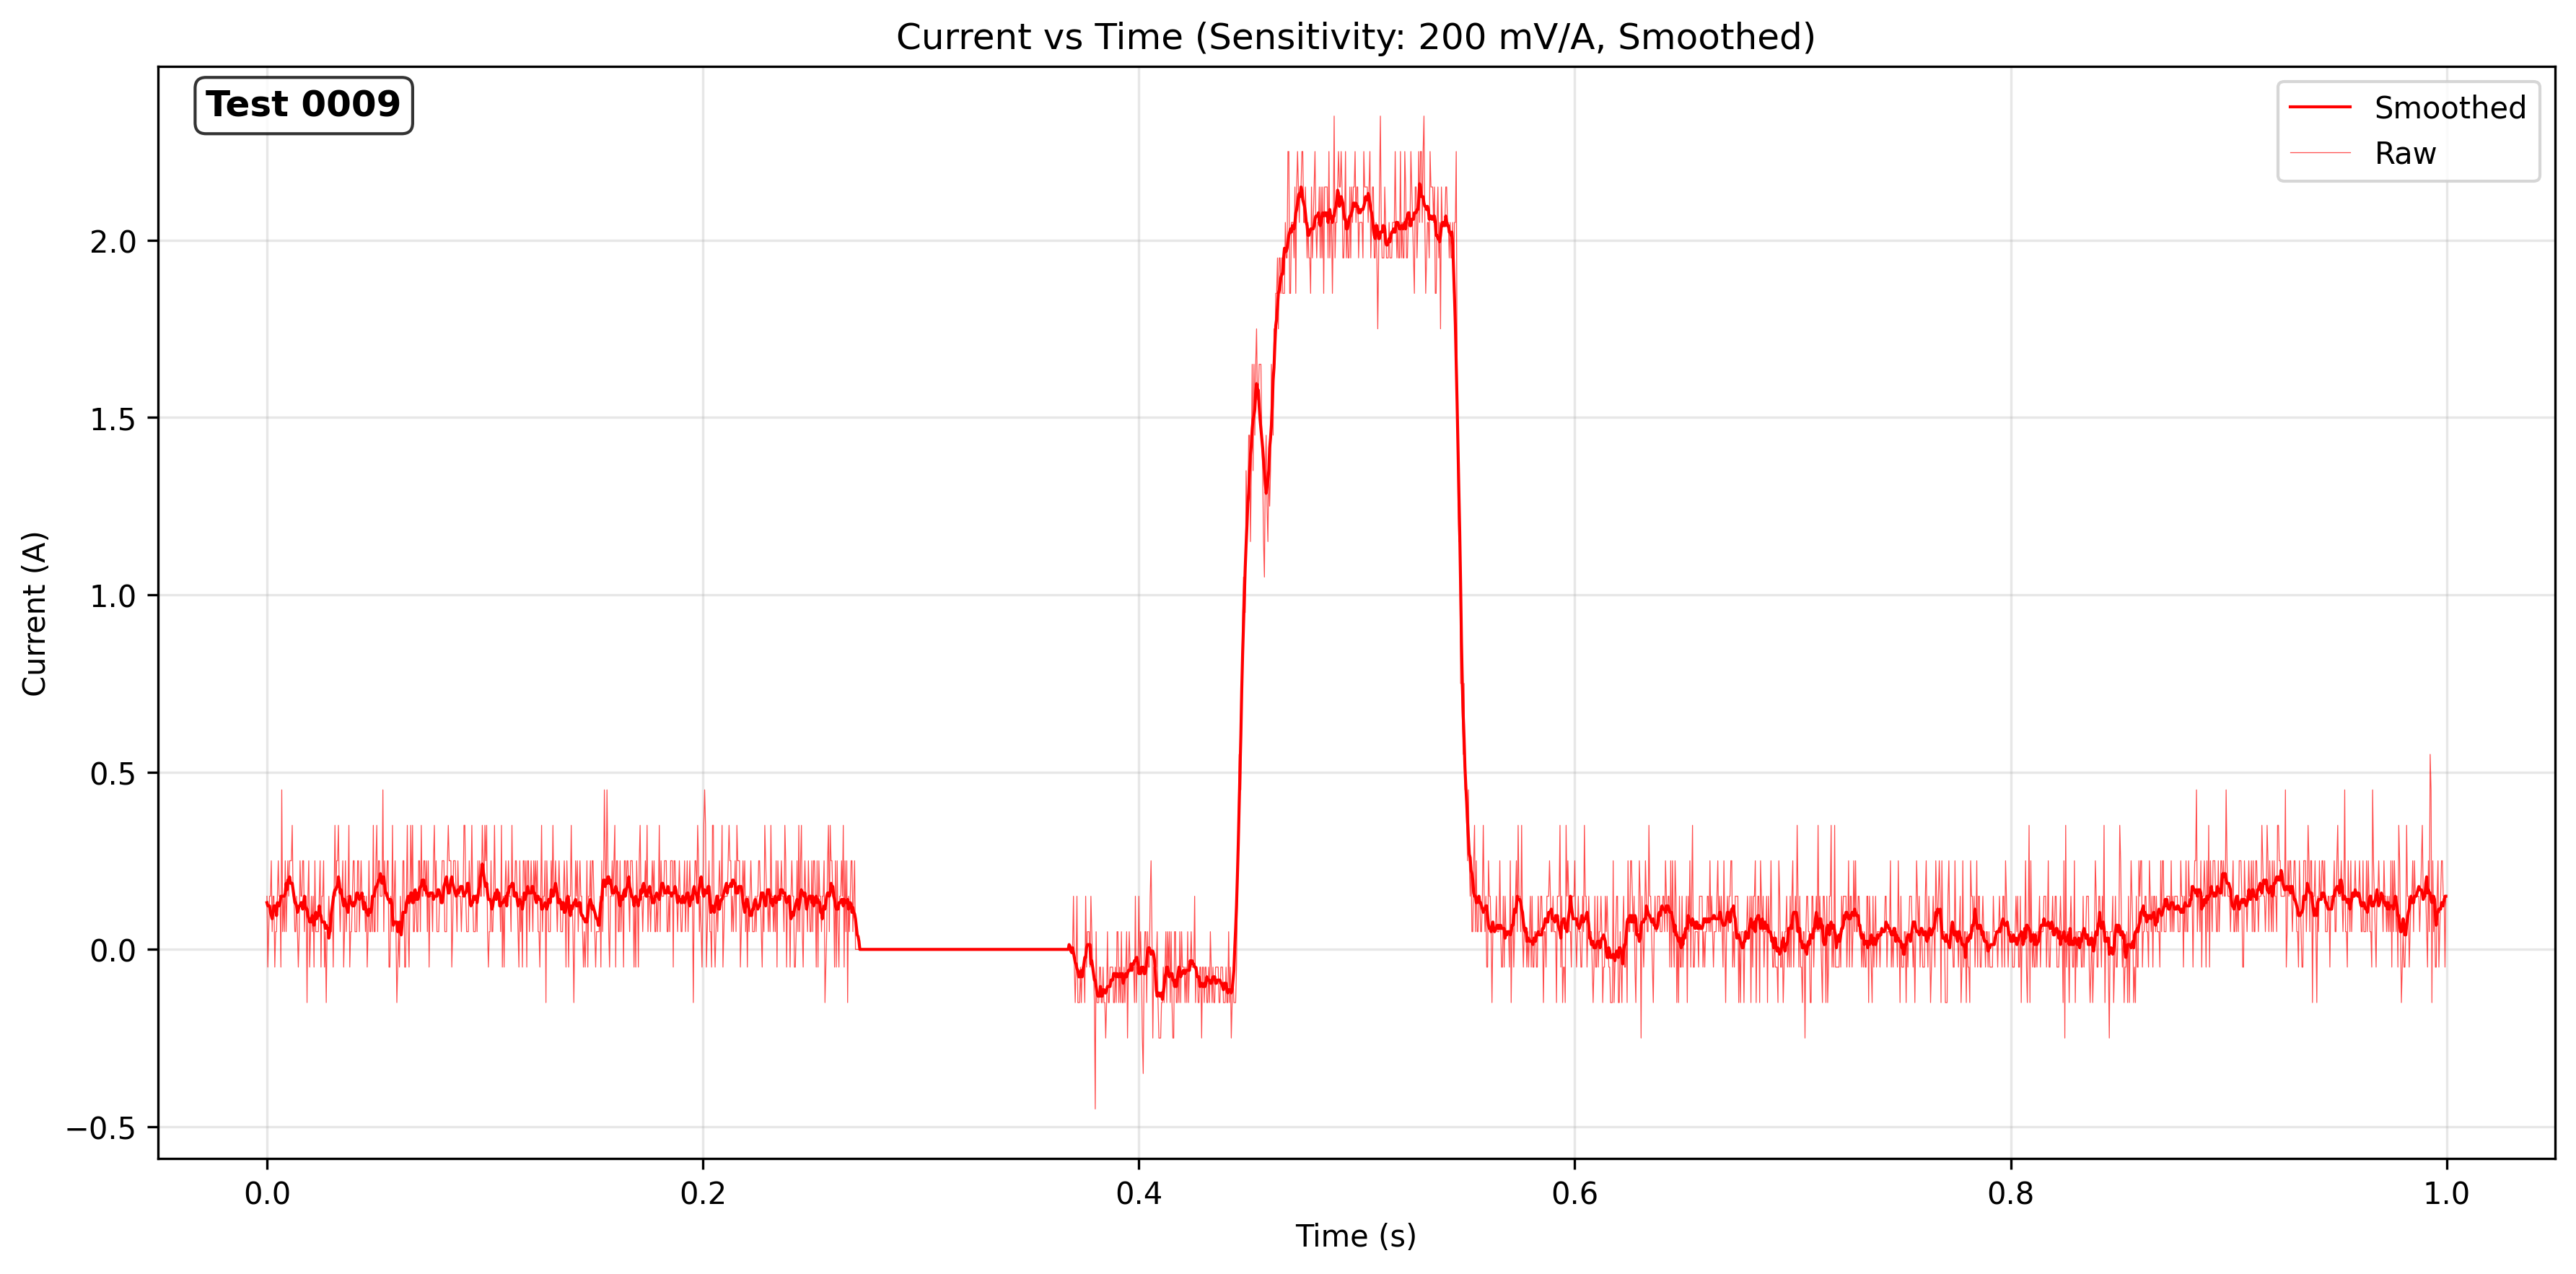 Current vs Time (Sensitivity: 200 mV/A, Smoothed)
Test 0009
Smoothed
Raw
Current (A)
2.0
1.5
1.0
0.5
0.0
−0.5
0.0 0.2 0.4 0.6 0.8 1.0
Time (s)